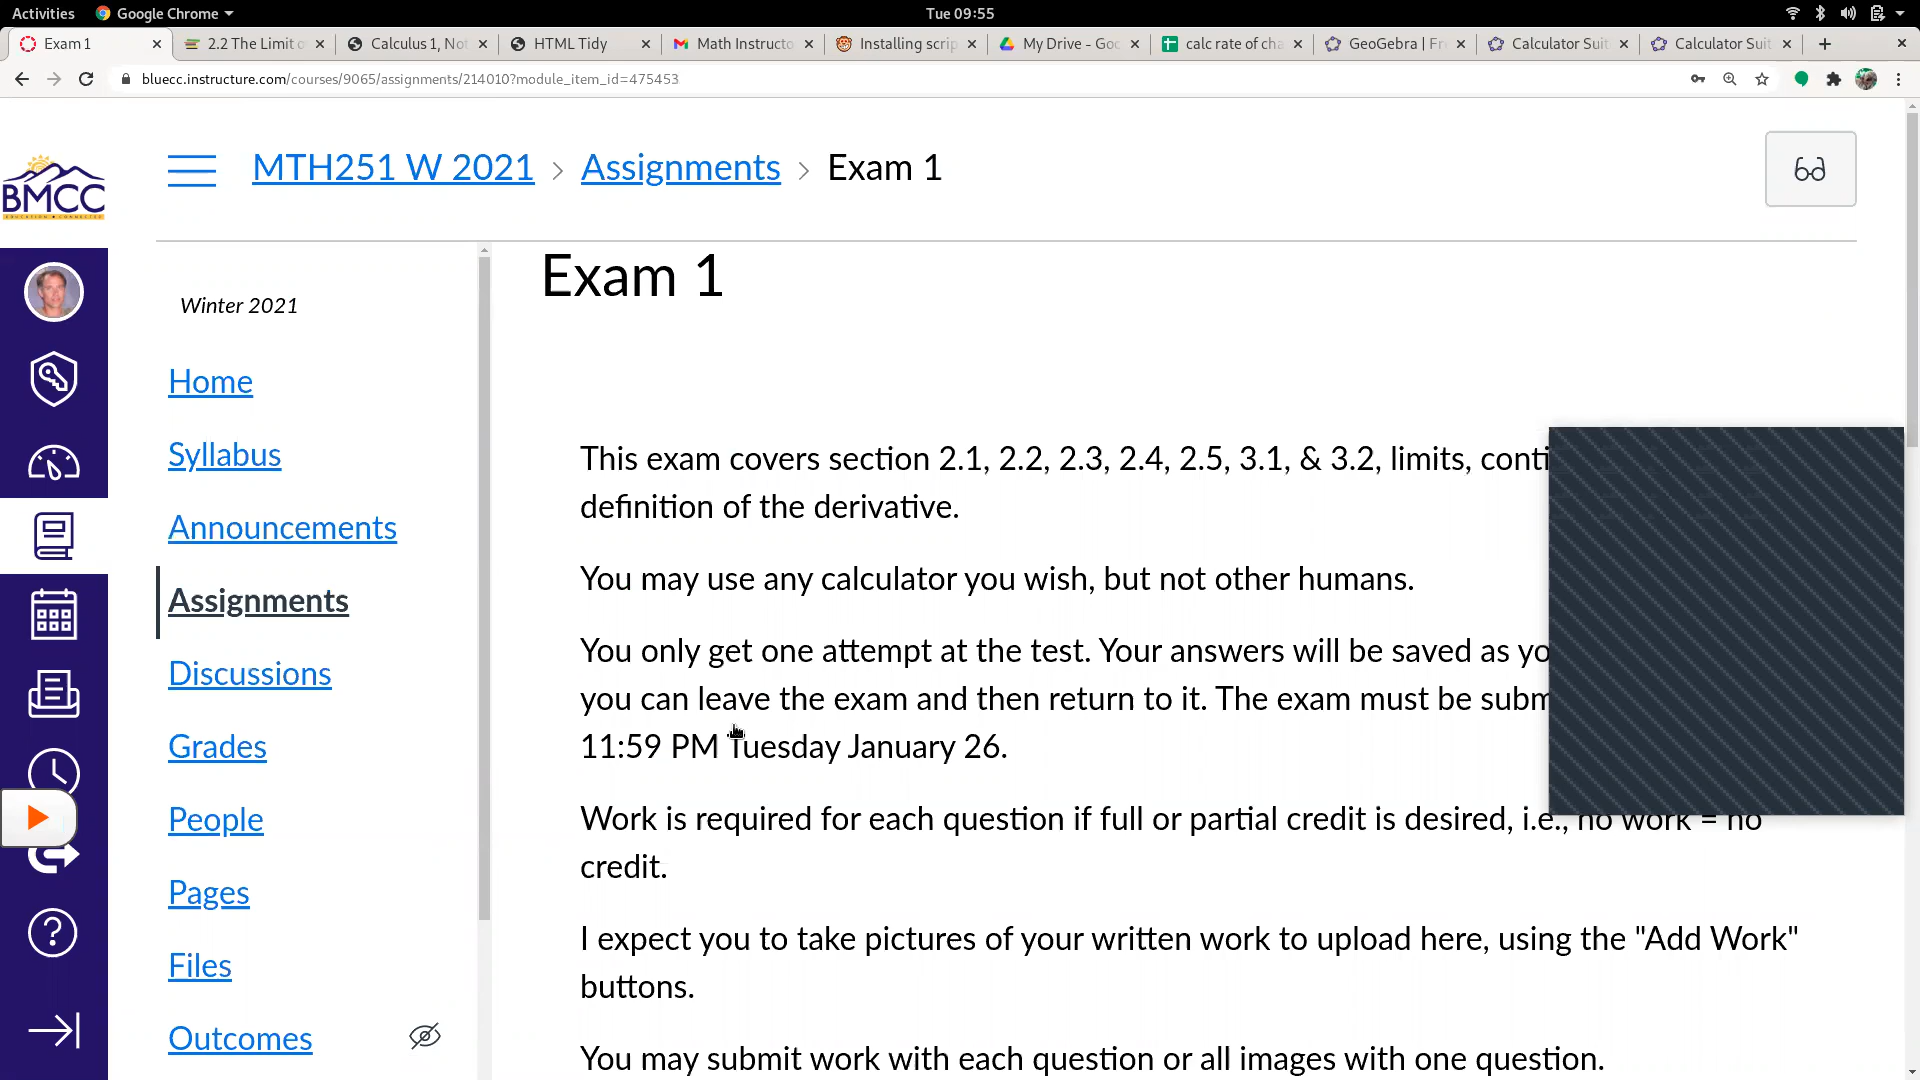 Activities
Google Chrome
Tue 09:55
Exam 1
2.2 The Limit o
Calculus 1, Not
HTML Tidy
Math Instructo
Installing scrip
My Drive - Goo
calc rate of cha
GeoGebra | Fre
Calculator Suit
Calculator Suit
bluecc.instructure.com/courses/9065/assignments/214010?module_item_id=475453
BMCC
MTH251 W 2021 > Assignments > Exam 1
Winter 2021
Home
Syllabus
Announcements
Assignments
Discussions
Grades
People
Pages
Files
Outcomes
Exam 1
This exam covers section 2.1, 2.2, 2.3, 2.4, 2.5, 3.1, & 3.2, limits, conti
definition of the derivative.
You may use any calculator you wish, but not other humans.
You only get one attempt at the test. Your answers will be saved as yo
you can leave the exam and then return to it. The exam must be subm
11:59 PM Tuesday January 26.
Work is required for each question if full or partial credit is desired, i.e., no work = no
credit.
I expect you to take pictures of your written work to upload here, using the "Add Work"
buttons.
You may submit work with each question or all images with one question.